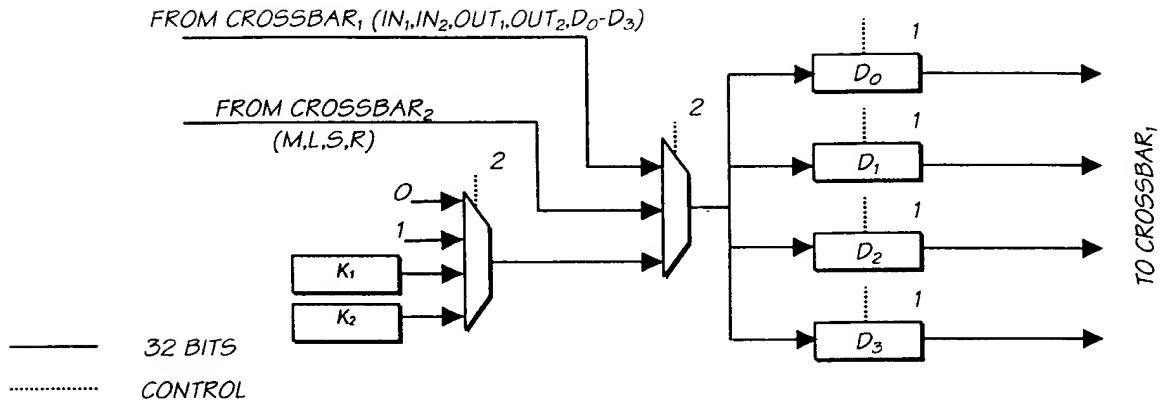 FROM CROSSBAR₁ (IN₁,IN₂,OUT₁,OUT₂,D₀-D₃)
1
D₀
FROM CROSSBAR₂
(M,L,S,R)
2
1
D₁
2
0
1
K₁
K₂
1
D₂
1
D₃
TO CROSSBAR₁
32 BITS
CONTROL